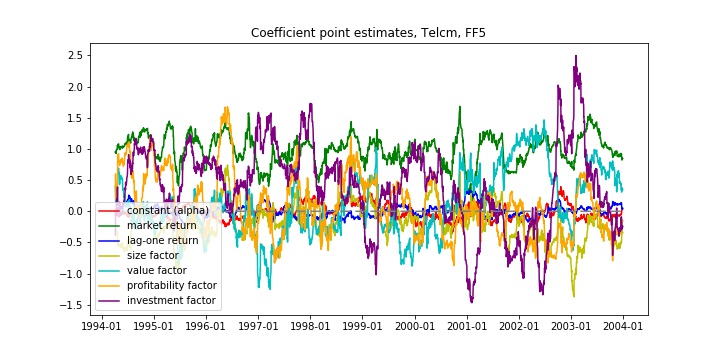 Coefficient point estimates, Telcm, FF5
2.5
2.0
1.5
1.0
0.5
0.0
−0.5
−1.0
−1.5
constant (alpha)
market return
lag-one return
size factor
value factor
profitability factor
investment factor
1994-01 1995-01 1996-01 1997-01 1998-01 1999-01 2000-01 2001-01 2002-01 2003-01 2004-01